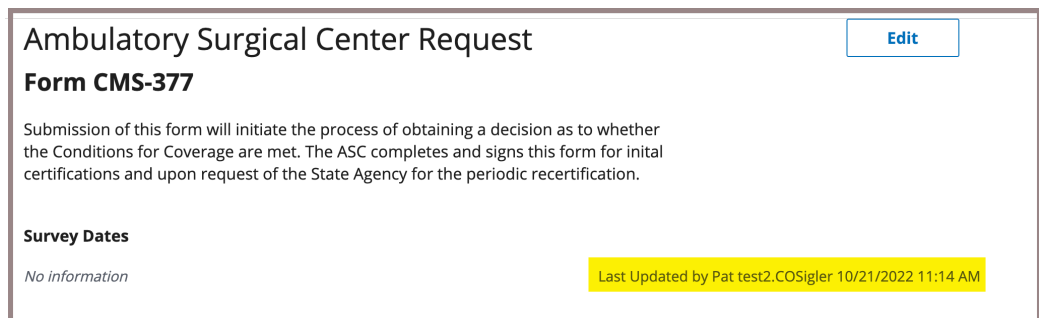 Ambulatory Surgical Center Request
Edit
Form CMS-377
Submission of this form will initiate the process of obtaining a decision as to whether
the Conditions for Coverage are met. The ASC completes and signs this form for inital
certifications and upon request of the State Agency for the periodic recertification.
Survey Dates
No information
Last Updated by Pat test2.COSigler 10/21/2022 11:14 AM